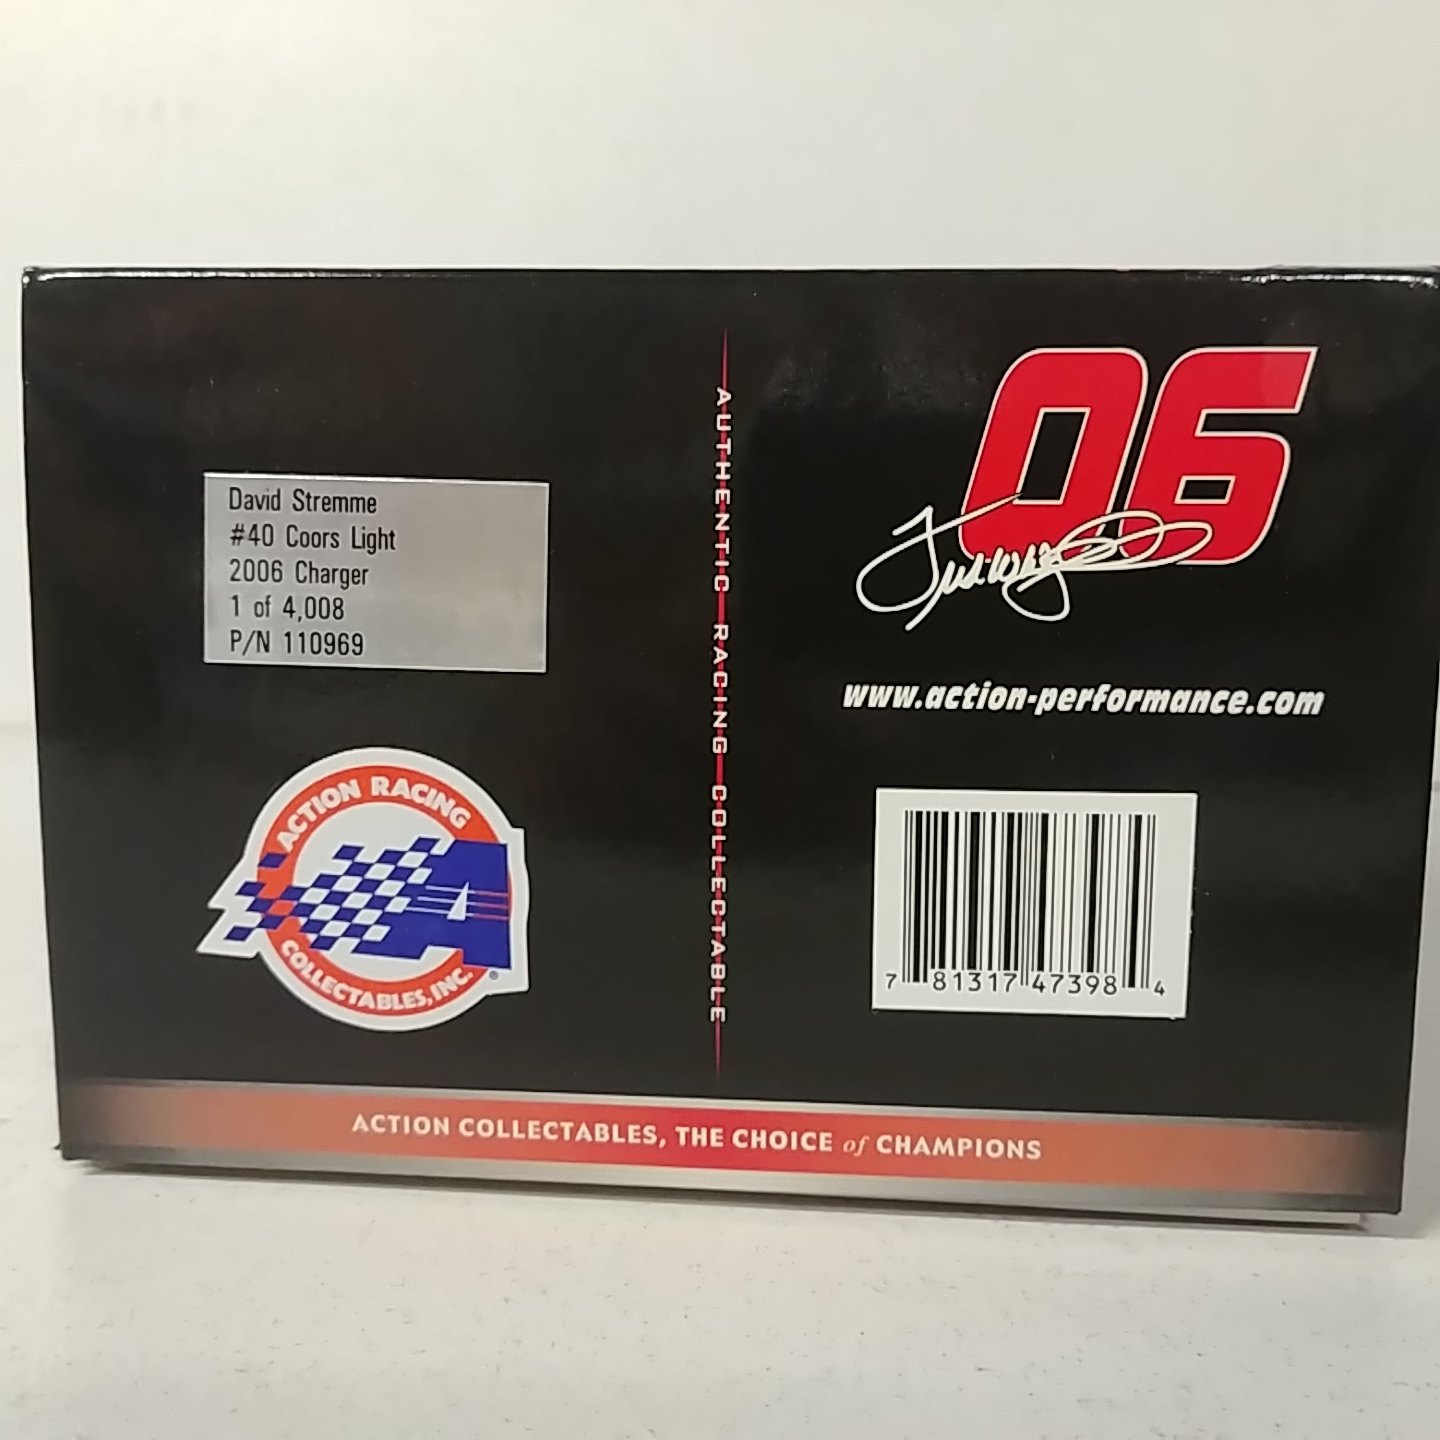 David Stremme
#40 Coors Light
2006 Charger
1 of 4,008
P/N 110969
ACTION RACING
COLLECTABLES, INC.
®
AUTHENTIC RACING COLLECTABLE
06
www.action-performance.com
7 81317 47398 4
ACTION COLLECTABLES, THE CHOICE of CHAMPIONS